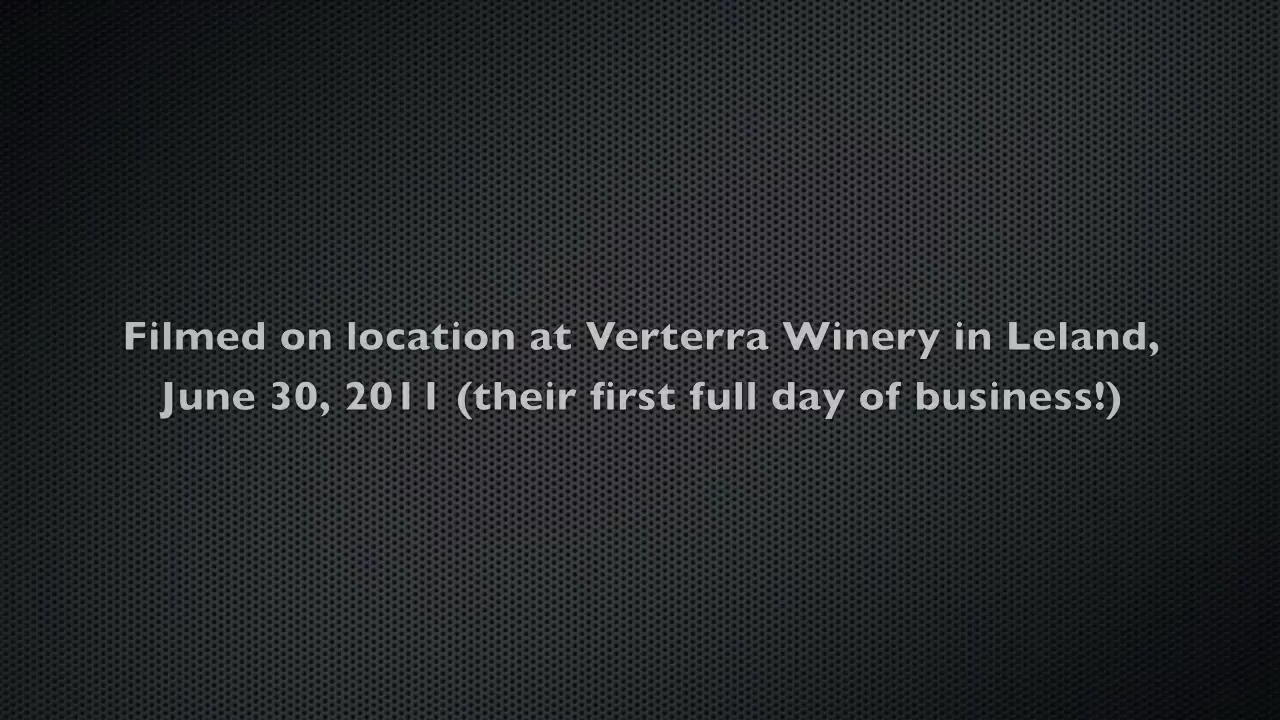 Filmed on location at Verterra Winery in Leland,
June 30, 2011 (their first full day of business!)